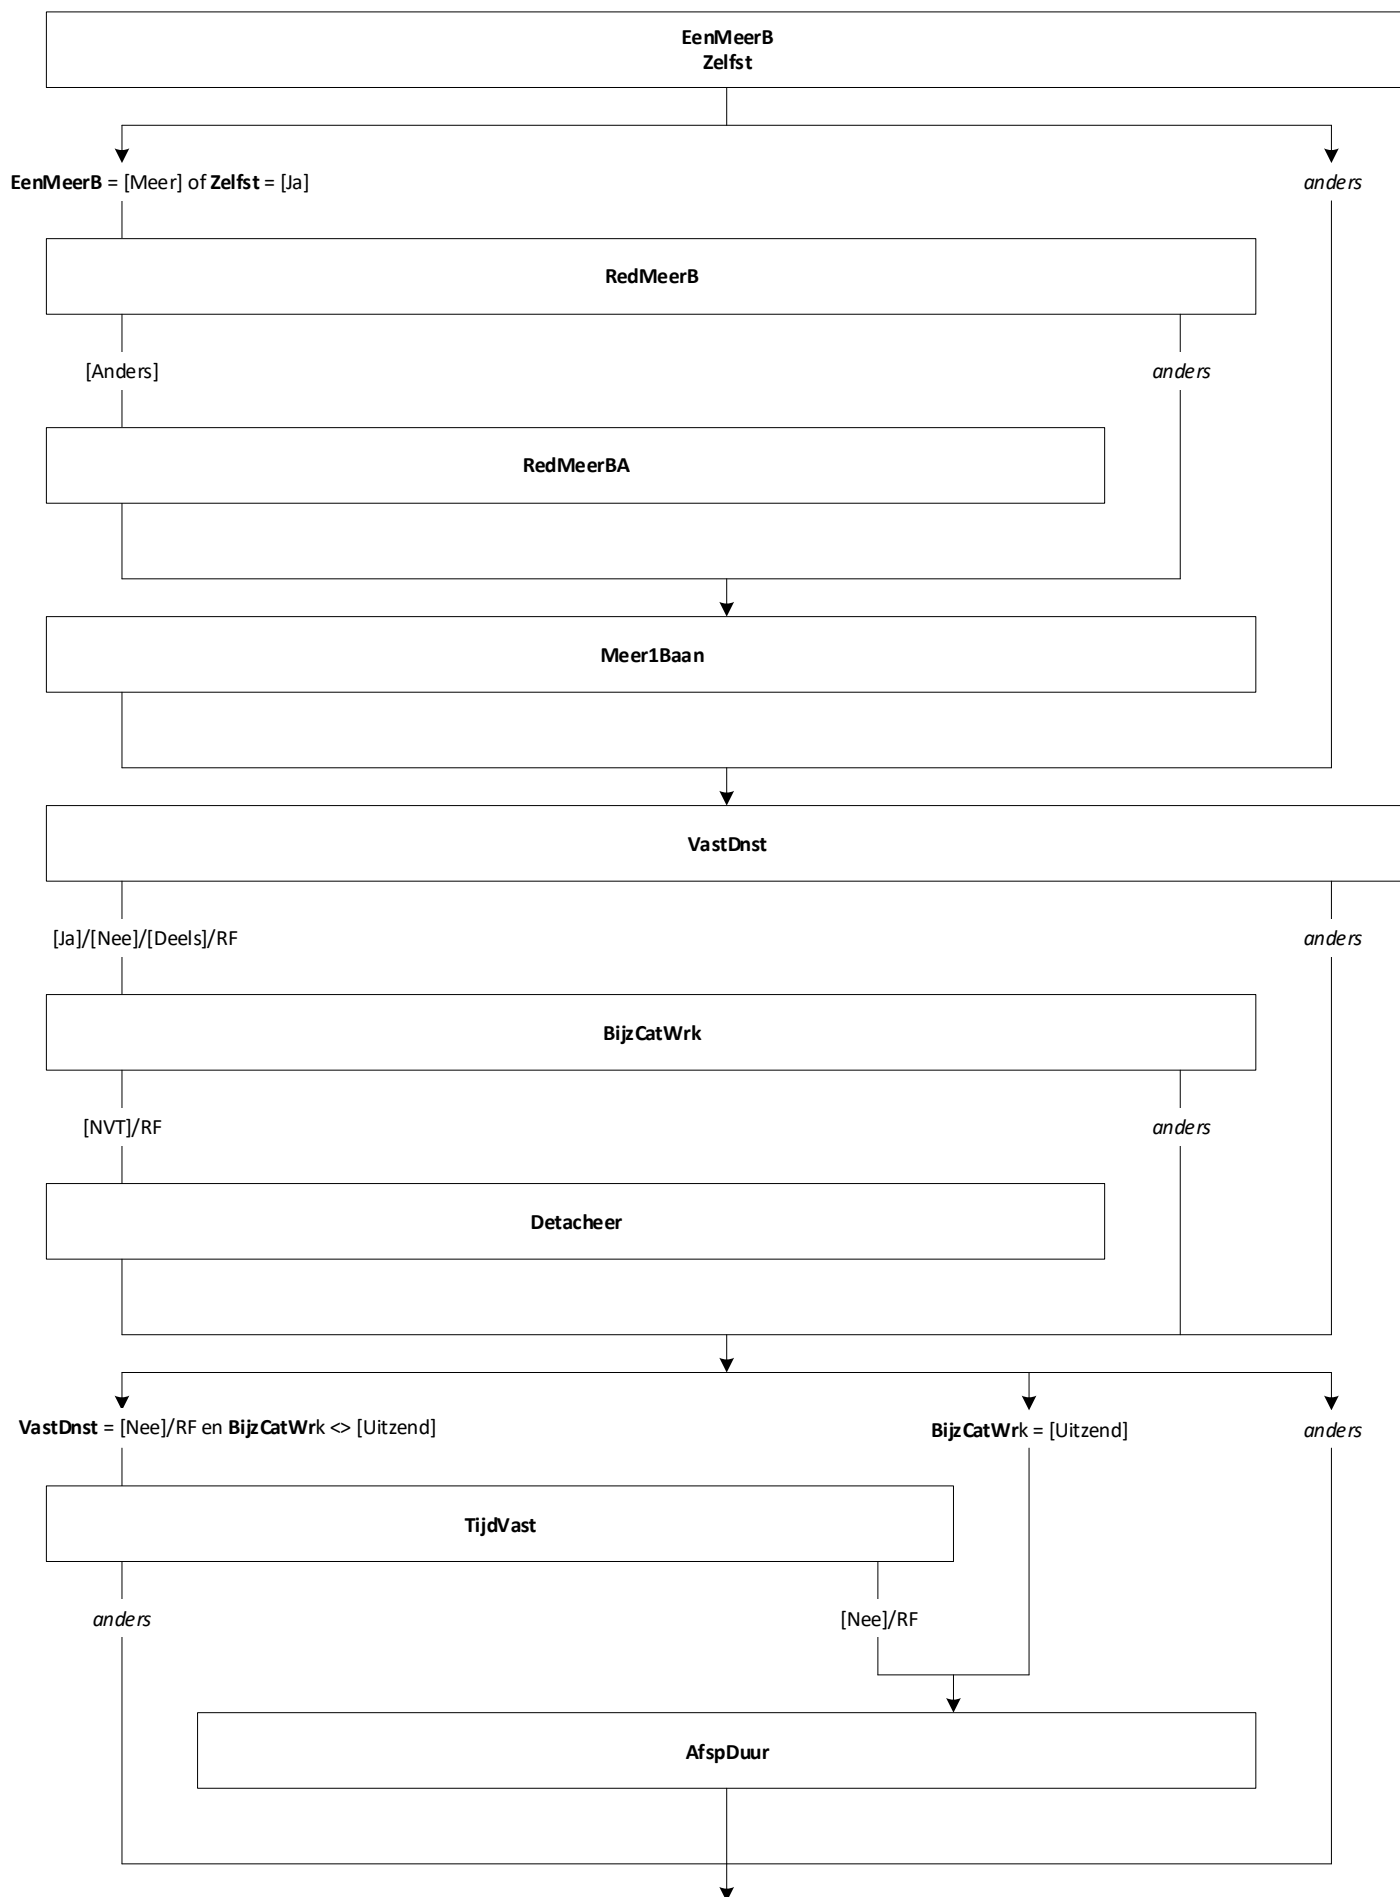 EenMeerB
Zelfst
EenMeerB = [Meer] of Zelfst = [Ja]
anders
RedMeerB
[Anders]
anders
RedMeerBA
Meer1Baan
VastDnst
[Ja]/[Nee]/[Deels]/RF
anders
BijzCatWrk
[NVT]/RF
anders
Detacheer
VastDnst = [Nee]/RF en BijzCatWrk <> [Uitzend]
BijzCatWrk = [Uitzend]
anders
TijdVast
anders
[Nee]/RF
AfspDuur